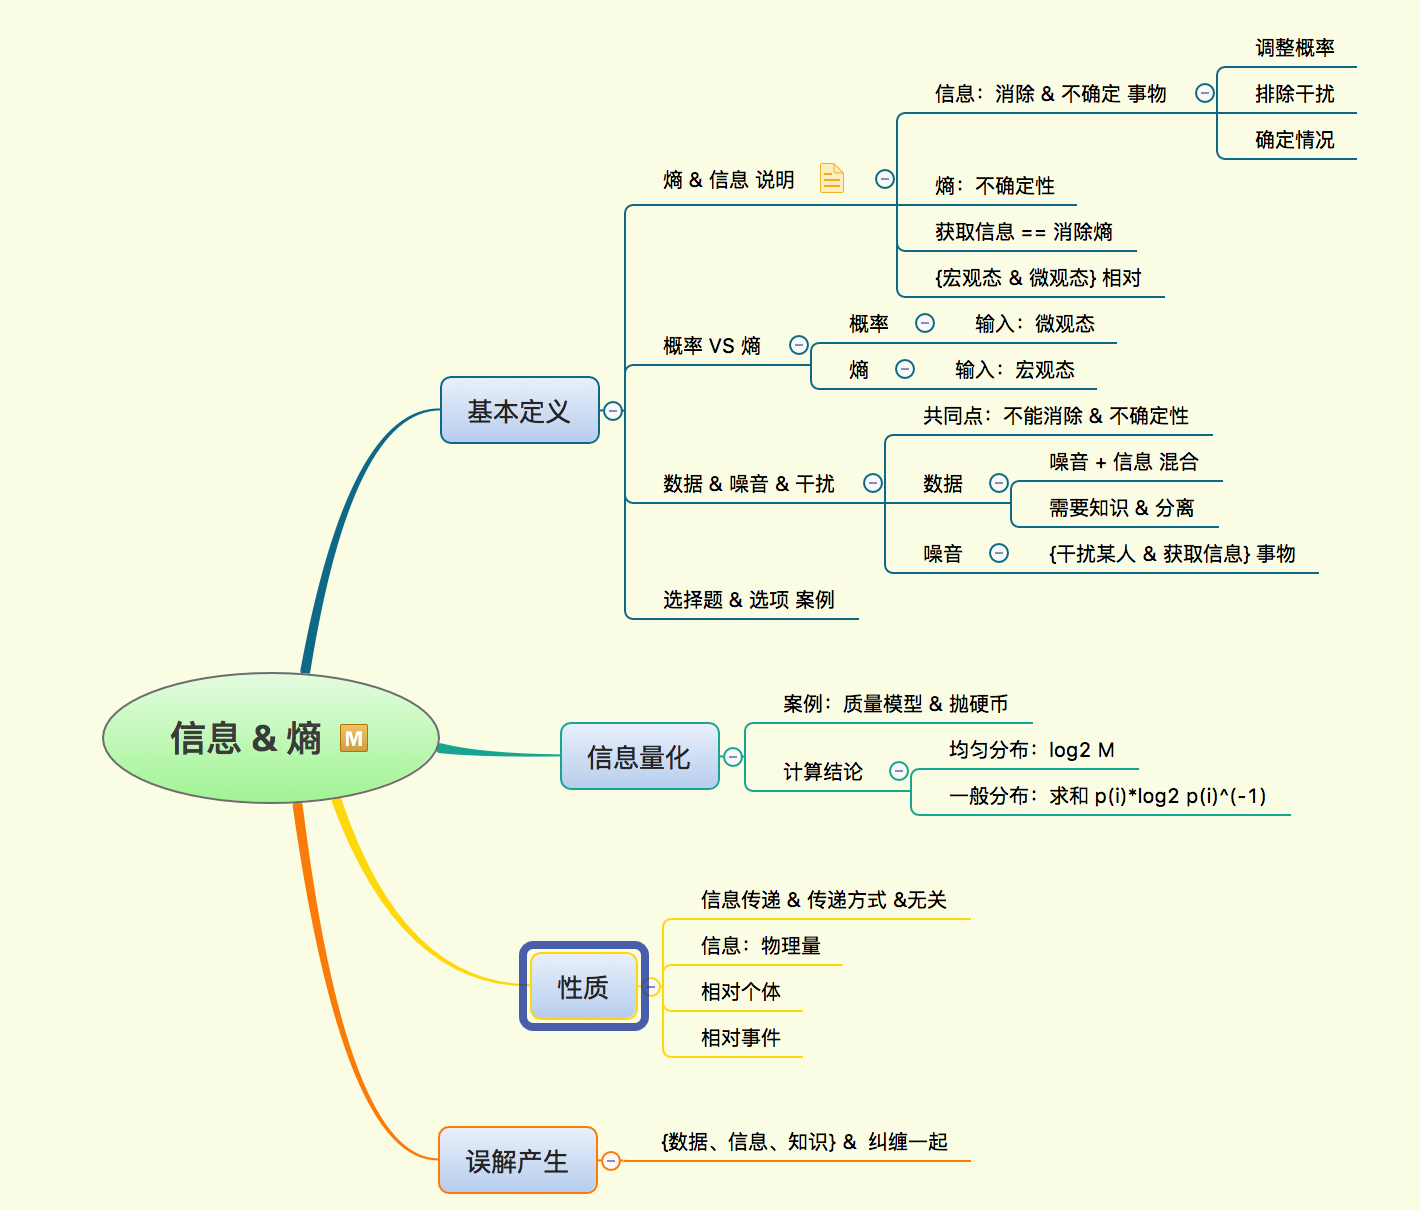 信息 & 熵 M
基本定义
熵 & 信息 说明
信息：消除 & 不确定 事物
调整概率
排除干扰
确定情况
熵：不确定性
获取信息 == 消除熵
{宏观态 & 微观态} 相对
概率 VS 熵
概率
输入：微观态
熵
输入：宏观态
数据 & 噪音 & 干扰
共同点：不能消除 & 不确定性
数据
噪音 + 信息 混合
需要知识 & 分离
噪音
{干扰某人 & 获取信息} 事物
选择题 & 选项 案例
信息量化
案例：质量模型 & 抛硬币
计算结论
均匀分布：log2 M
一般分布：求和 p(i)*log2 p(i)^(-1)
性质
信息传递 & 传递方式 &无关
信息：物理量
相对个体
相对事件
误解产生
{数据、信息、知识} & 纠缠一起